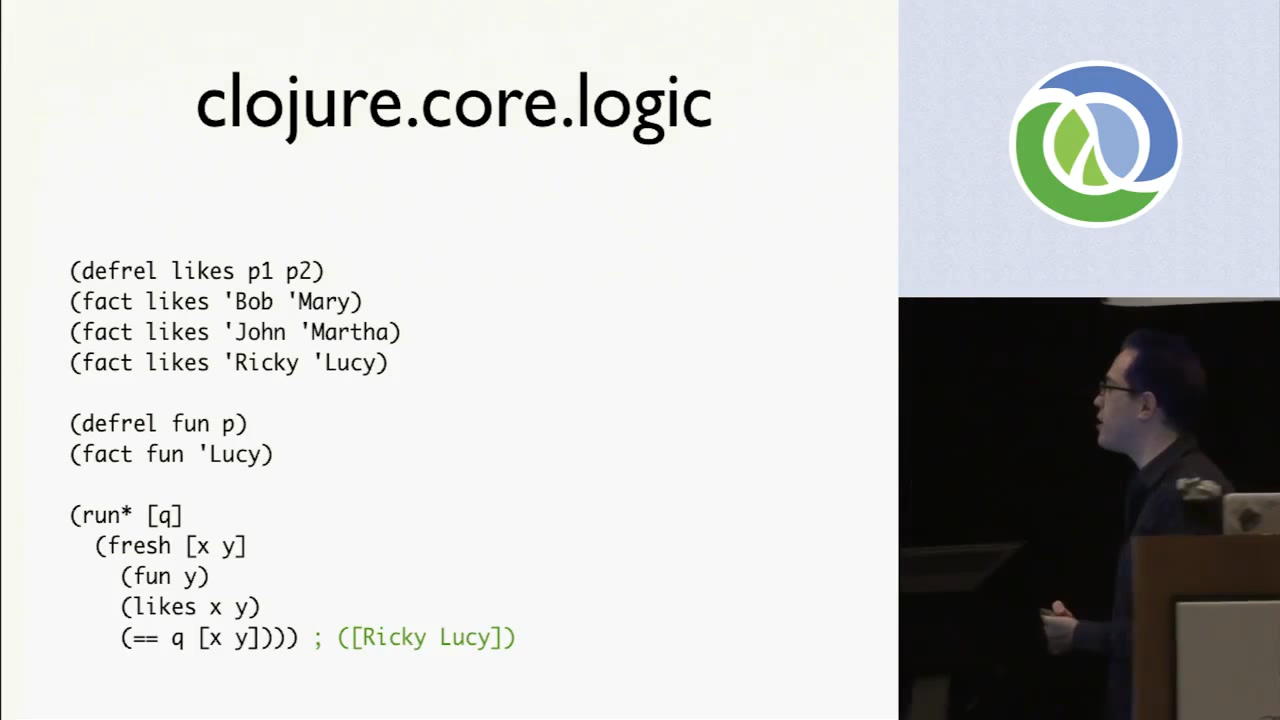 clojure.core.logic
(defrel likes p1 p2)
(fact likes 'Bob 'Mary)
(fact likes 'John 'Martha)
(fact likes 'Ricky 'Lucy)
(defrel fun p)
(fact fun 'Lucy)
(run* [q]
(fresh [x y]
(fun y)
(likes x y)
(== q [x y]))) ; ([Ricky Lucy])